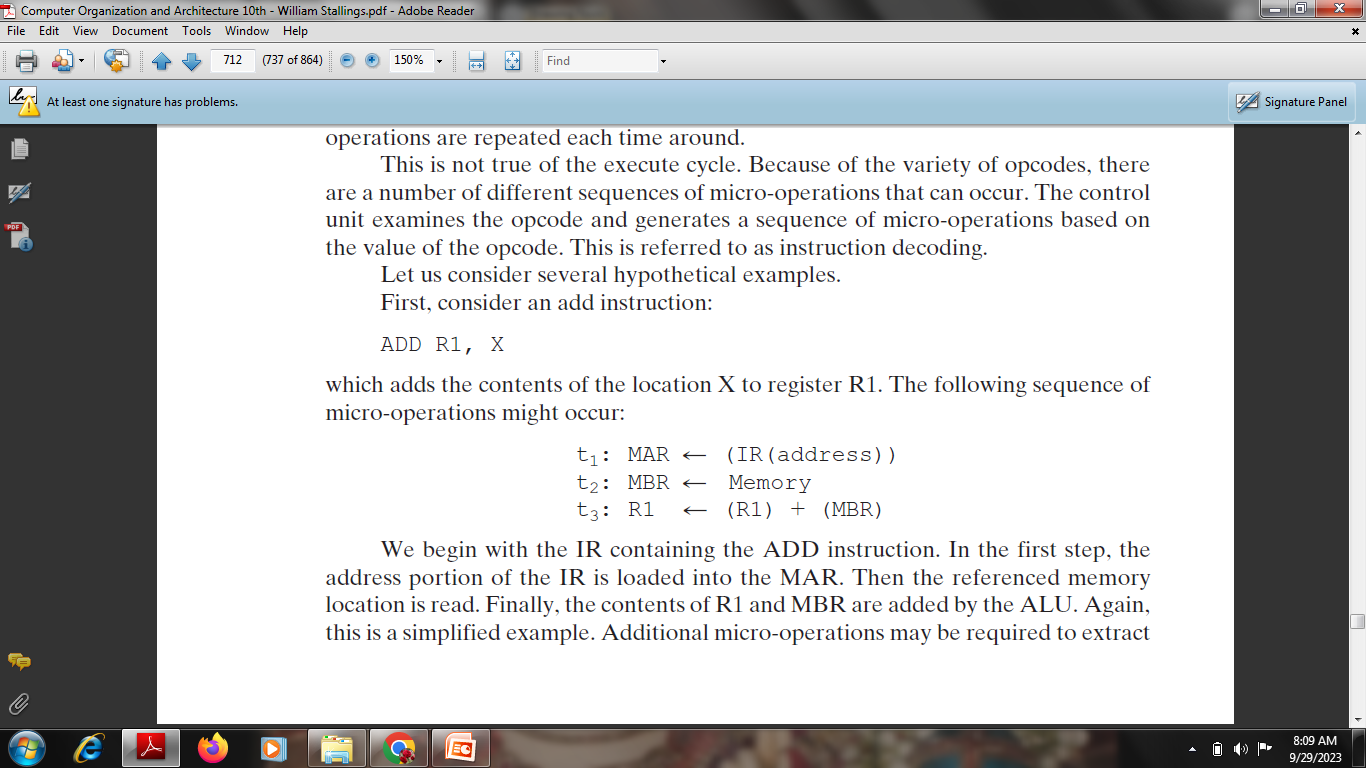 Computer Organization and Architecture 10th - William Stallings.pdf - Adobe Reader
File Edit View Document Tools Window Help
712 (737 of 864) 150% Find
At least one signature has problems.
Signature Panel
operations are repeated each time around.
This is not true of the execute cycle. Because of the variety of opcodes, there
are a number of different sequences of micro-operations that can occur. The control
unit examines the opcode and generates a sequence of micro-operations based on
the value of the opcode. This is referred to as instruction decoding.
Let us consider several hypothetical examples.
First, consider an add instruction:
ADD R1, X
which adds the contents of the location X to register R1. The following sequence of
micro-operations might occur:
t₁: MAR ← (IR(address))
t₂: MBR ← Memory
t₃: R1 ← (R1) + (MBR)
We begin with the IR containing the ADD instruction. In the first step, the
address portion of the IR is loaded into the MAR. Then the referenced memory
location is read. Finally, the contents of R1 and MBR are added by the ALU. Again,
this is a simplified example. Additional micro-operations may be required to extract
8:09 AM
9/29/2023